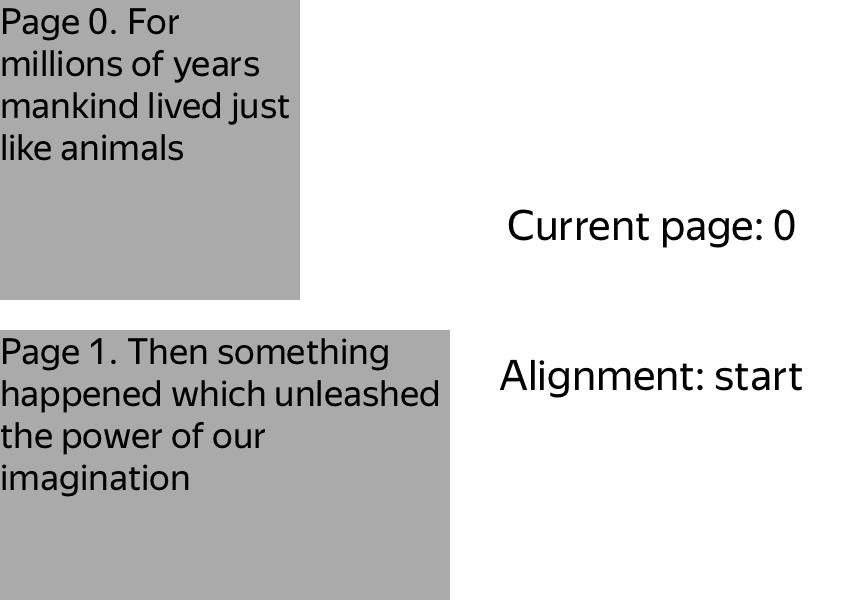 Page 0. For
millions of years
mankind lived just
like animals
Current page: 0
Page 1. Then something
happened which unleashed
the power of our
imagination
Alignment: start